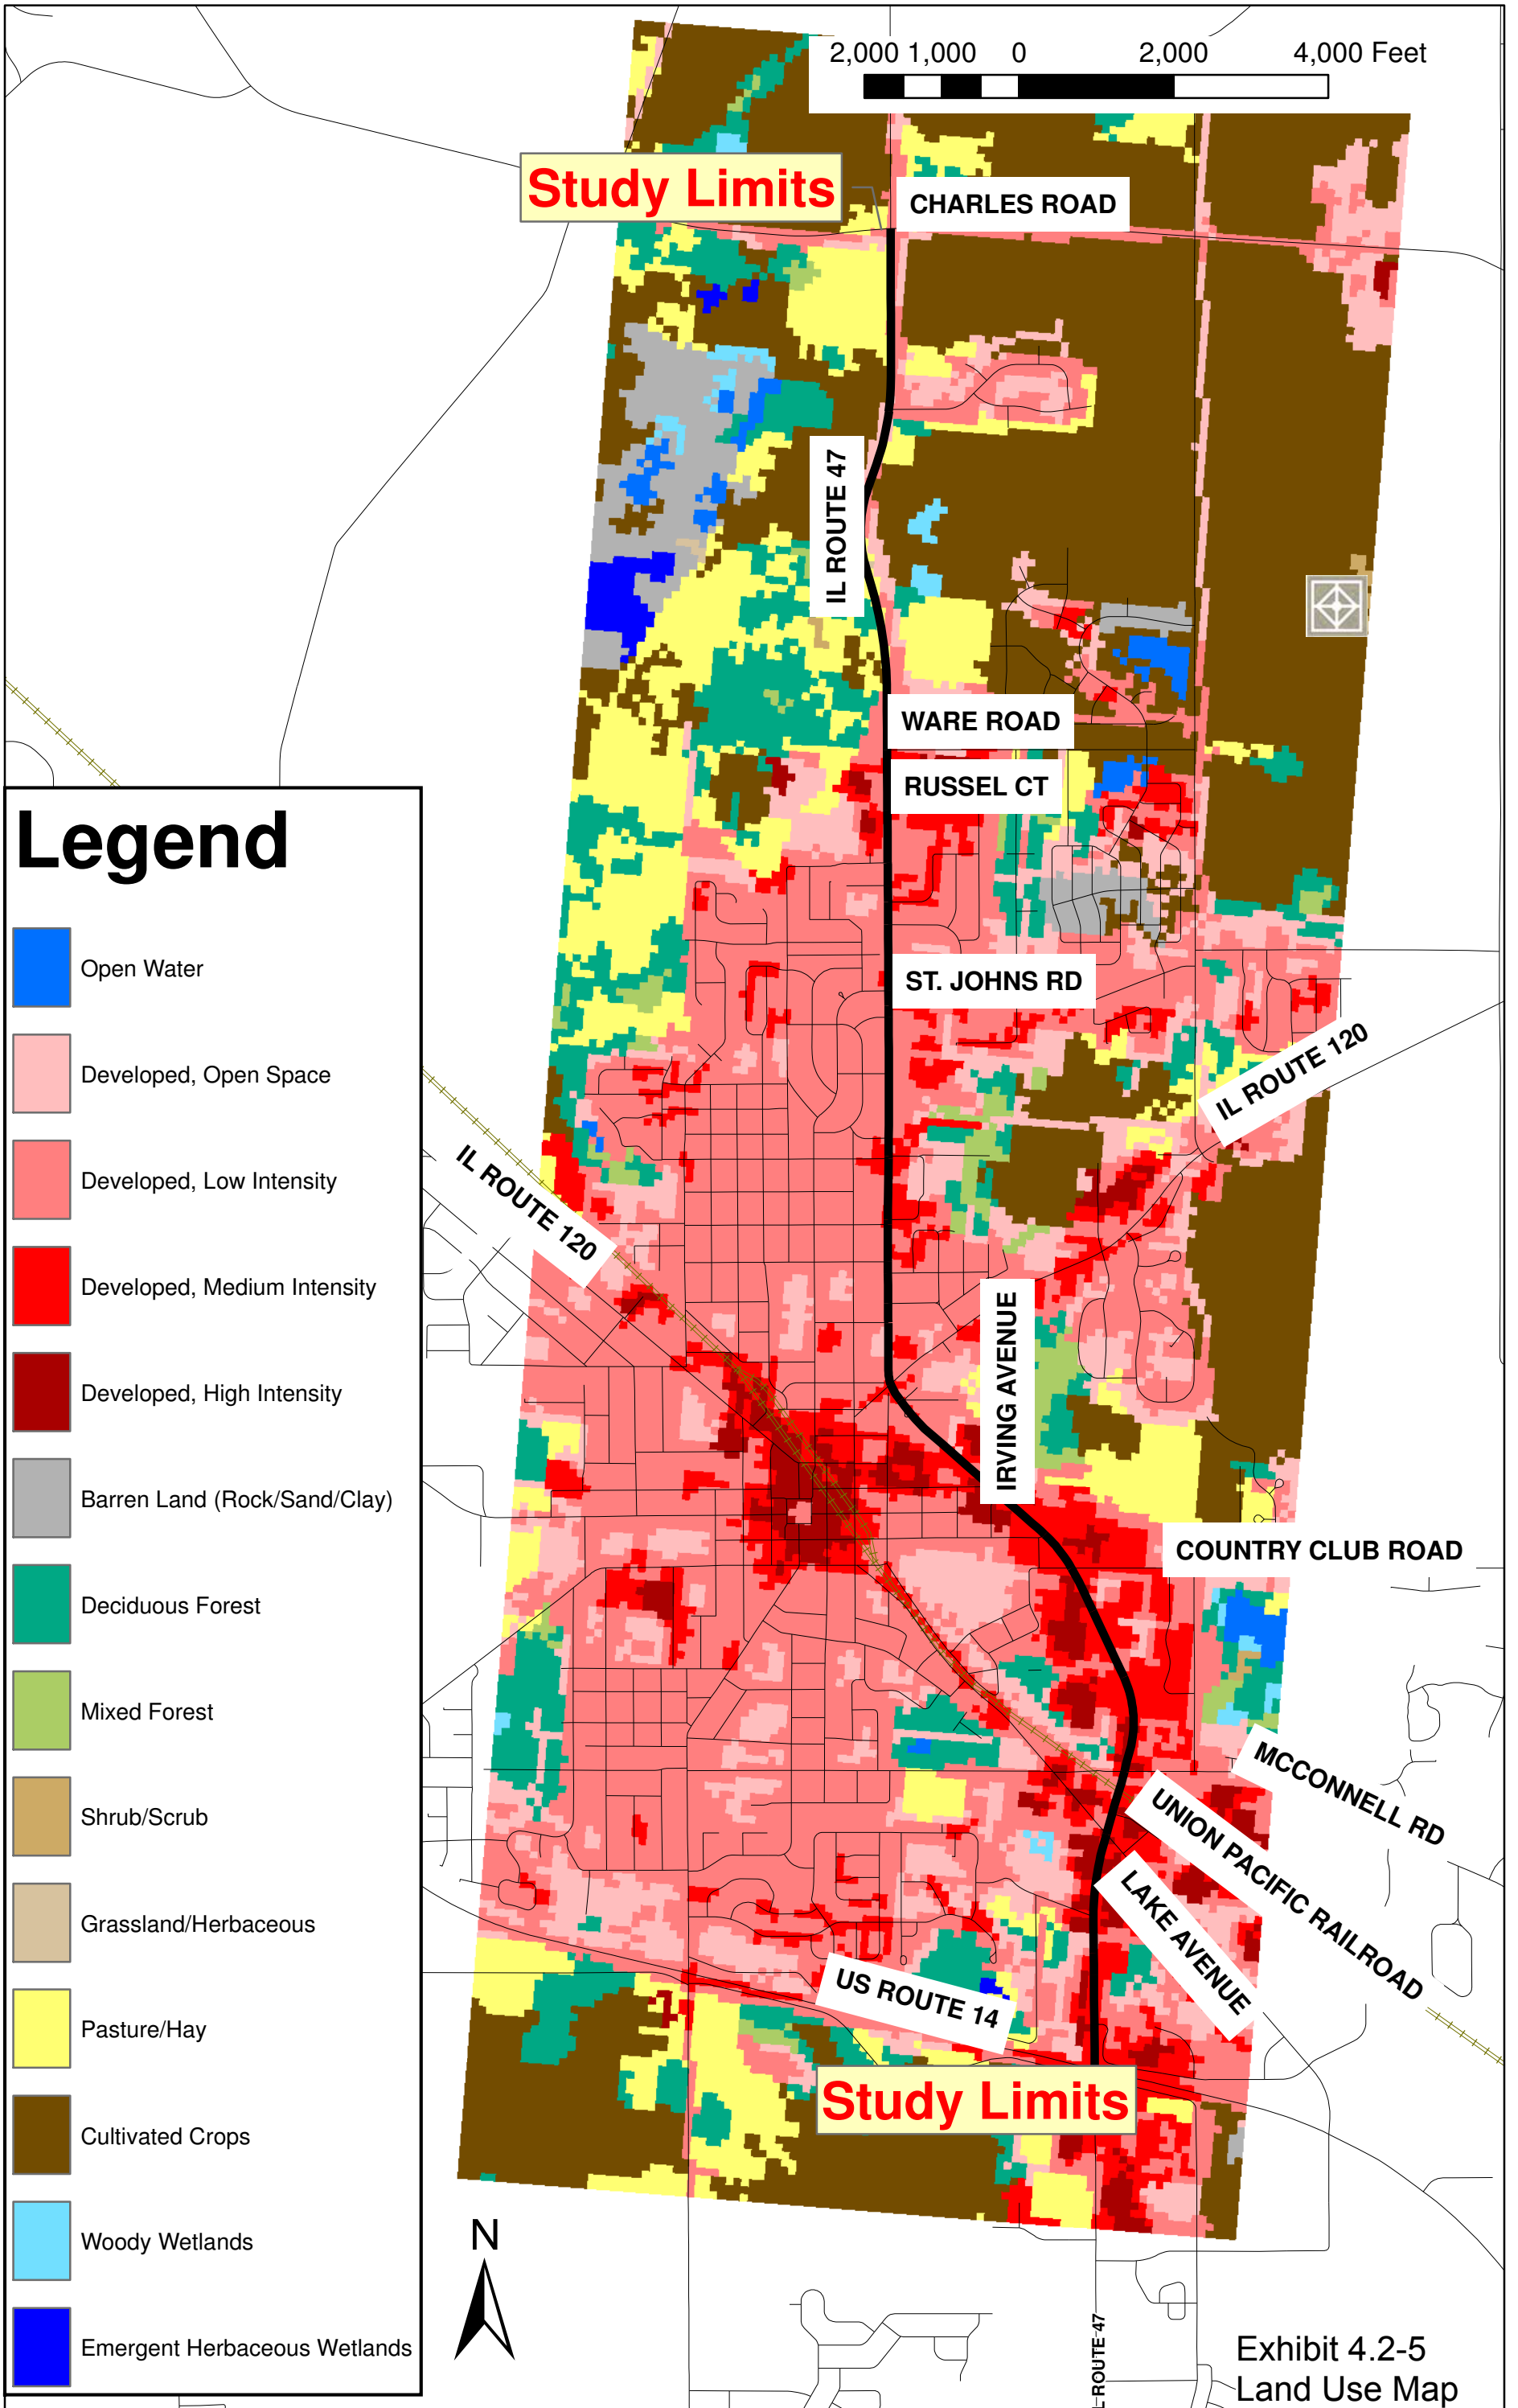 2,000 1,000 0 2,000 4,000 Feet
Study Limits
CHARLES ROAD
IL ROUTE 47
WARE ROAD
RUSSEL CT
ST. JOHNS RD
IL ROUTE 120
IL ROUTE 120
IRVING AVENUE
COUNTRY CLUB ROAD
MCCONNELL RD
UNION PACIFIC RAILROAD
LAKE AVENUE
US ROUTE 14
Study Limits
Legend
Open Water
Developed, Open Space
Developed, Low Intensity
Developed, Medium Intensity
Developed, High Intensity
Barren Land (Rock/Sand/Clay)
Deciduous Forest
Mixed Forest
Shrub/Scrub
Grassland/Herbaceous
Pasture/Hay
Cultivated Crops
Woody Wetlands
Emergent Herbaceous Wetlands
N
L ROUTE 47
Exhibit 4.2-5
Land Use Map